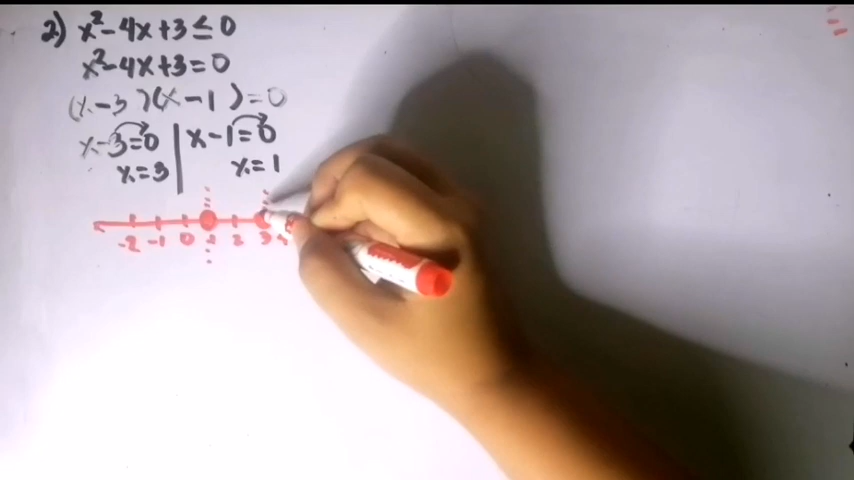 2) x²-4x+3≤0
x²-4x+3=0
(x-3)(x-1)=0
x-3=0 | x-1=0
x=3 | x=1
-2 -1 0 1 2 3